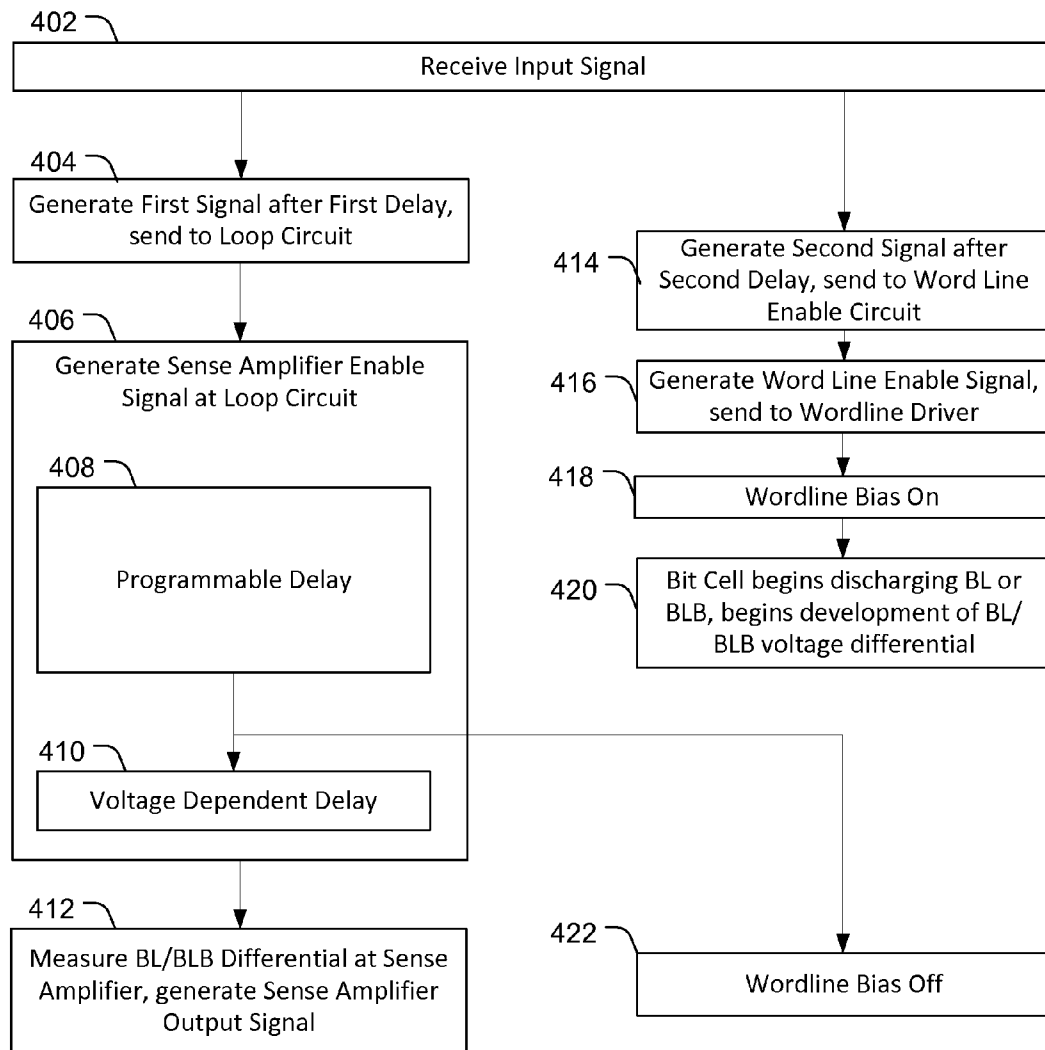 402
Receive Input Signal
404
Generate First Signal after First Delay,
send to Loop Circuit
406
Generate Sense Amplifier Enable
Signal at Loop Circuit
408
Programmable Delay
410
Voltage Dependent Delay
412
Measure BL/BLB Differential at Sense
Amplifier, generate Sense Amplifier
Output Signal
414
Generate Second Signal after
Second Delay, send to Word Line
Enable Circuit
416
Generate Word Line Enable Signal,
send to Wordline Driver
418
Wordline Bias On
420
Bit Cell begins discharging BL or
BLB, begins development of BL/
BLB voltage differential
422
Wordline Bias Off